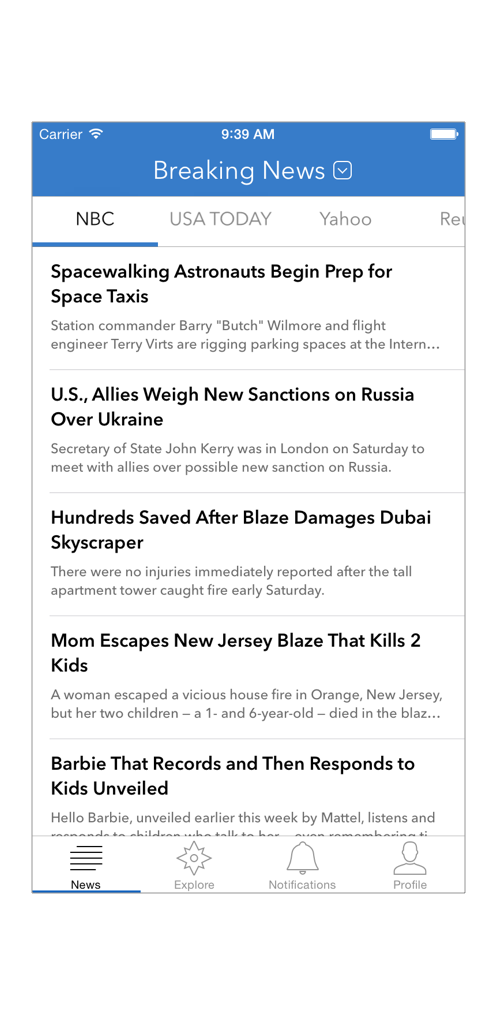 Carrier 9:39 AM
Breaking News
NBC USA TODAY Yahoo
Spacewalking Astronauts Begin Prep for
Space Taxis
Station commander Barry "Butch" Wilmore and flight
engineer Terry Virts are rigging parking spaces at the Intern...
U.S., Allies Weigh New Sanctions on Russia
Over Ukraine
Secretary of State John Kerry was in London on Saturday to
meet with allies over possible new sanction on Russia.
Hundreds Saved After Blaze Damages Dubai
Skyscraper
There were no injuries immediately reported after the tall
apartment tower caught fire early Saturday.
Mom Escapes New Jersey Blaze That Kills 2
Kids
A woman escaped a vicious house fire in Orange, New Jersey,
but her two children – a 1- and 6-year-old – died in the blaz...
Barbie That Records and Then Responds to
Kids Unveiled
Hello Barbie, unveiled earlier this week by Mattel, listens and
responds to children who talk to her
News Explore Notifications Profile